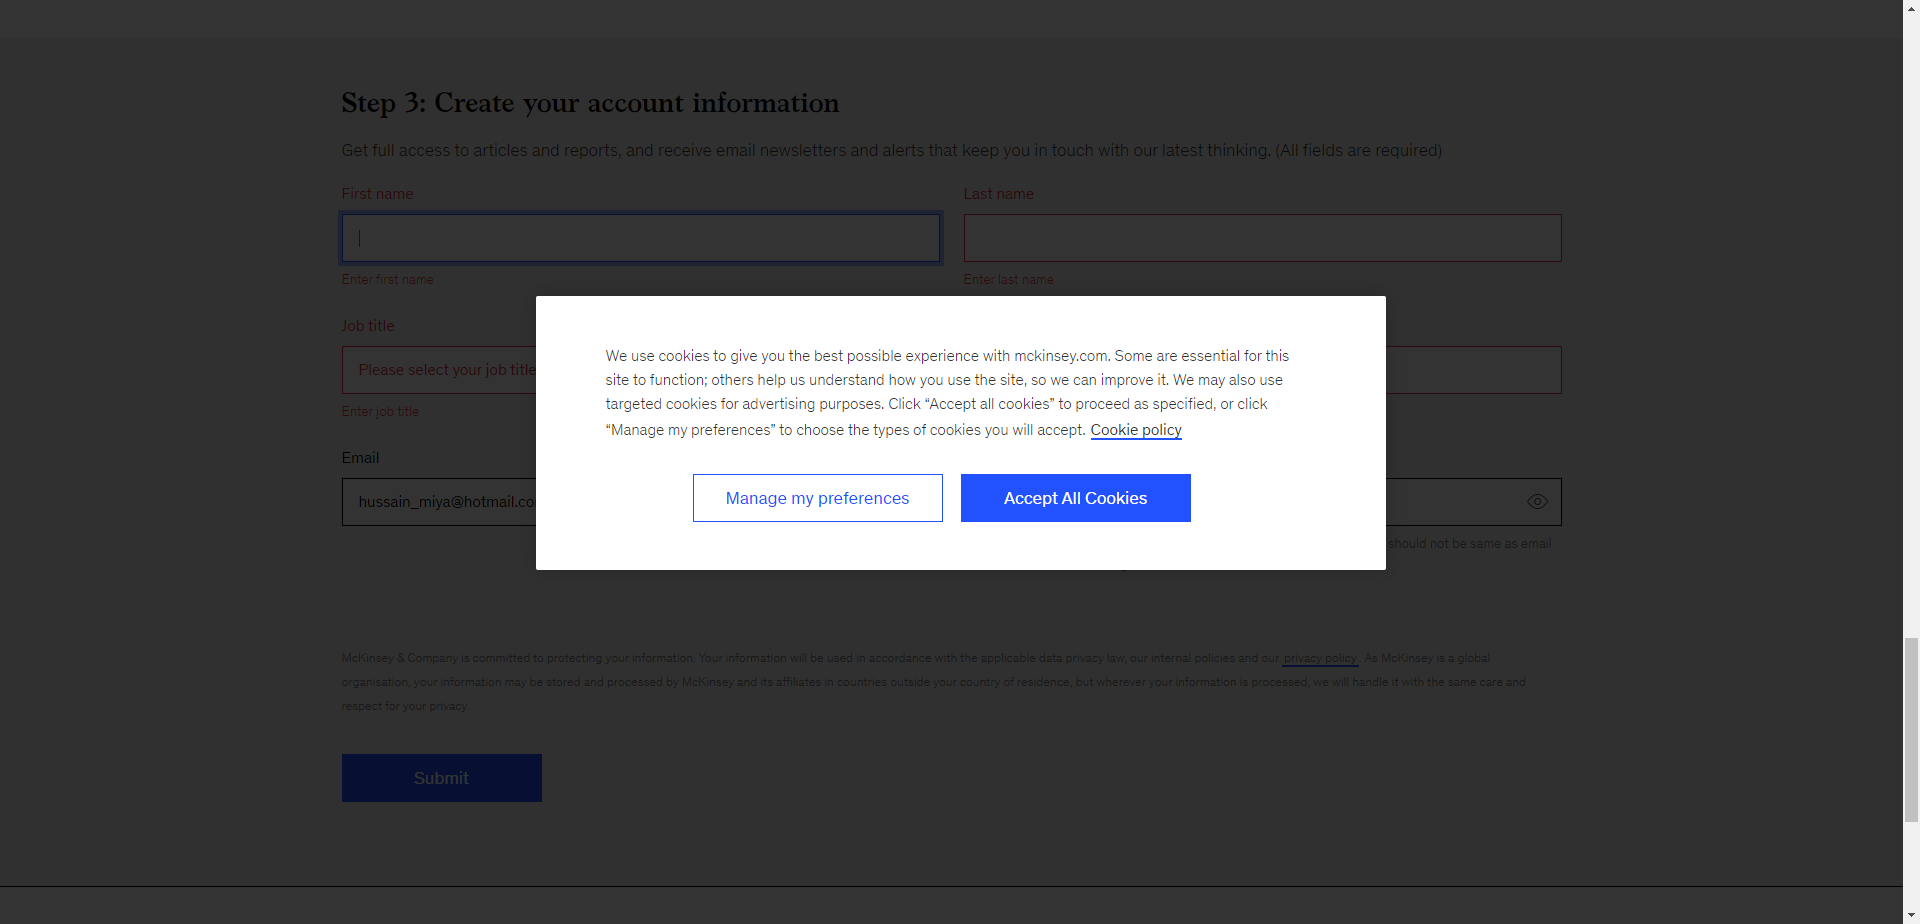 Step 3: Create your account information
Get full access to articles and reports, and receive email newsletters and alerts that keep you in touch with our latest thinking. (All fields are required)
First name
Last name
Enter first name
Enter last name
Job title
Please select your job title
Enter job title
We use cookies to give you the best possible experience with mckinsey.com. Some are essential for this
site to function; others help us understand how you use the site, so we can improve it. We may also use
targeted cookies for advertising purposes. Click “Accept all cookies” to proceed as specified, or click
“Manage my preferences” to choose the types of cookies you will accept. Cookie policy
Manage my preferences
Accept All Cookies
Email
hussain_miya@hotmail.co
should not be same as email
McKinsey & Company is committed to protecting your information. Your information will be used in accordance with the applicable data privacy law, our internal policies and our privacy policy. As McKinsey is a global
organisation, your information may be stored and processed by McKinsey and its affiliates in countries outside your country of residence, but wherever your information is processed, we will handle it with the same care and
respect for your privacy.
Submit